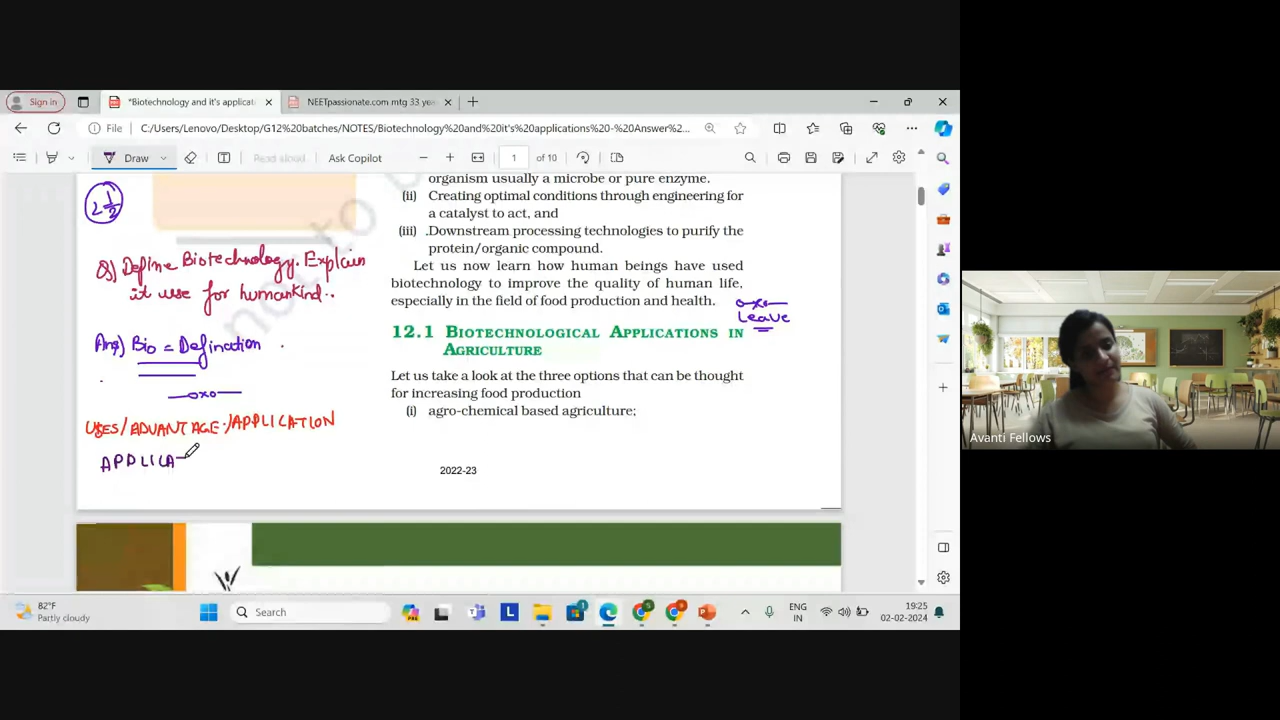 Sign in
*Biotechnology and it's applicati
NEETpassionate.com mtg 33 ye
File
C:/Users/Lenovo/Desktop/G12%20batches/NOTES/Biotechnology%20and%20it's%20applications%20-%20Answer%2...
Draw
Read aloud
Ask Copilot
1
of 10
organism usually a microbe or pure enzyme.
(ii) Creating optimal conditions through engineering for
a catalyst to act, and
(iii) .Downstream processing technologies to purify the
protein/organic compound.
Let us now learn how human beings have used
biotechnology to improve the quality of human life,
especially in the field of food production and health.
Leave
12.1 BIOTECHNOLOGICAL APPLICATIONS IN
AGRICULTURE
Let us take a look at the three options that can be thought
for increasing food production
(i) agro-chemical based agriculture;
2022-23
2 1/2
Q) Define Biotechnology. Explain
it use for humankind..
Ans) Bio = Defination
USES/ADVANTAGE/APPLICATION
APPLICA
not to b
Avanti Fellows
82°F
Partly cloudy
Search
ENG
IN
19:25
02-02-2024